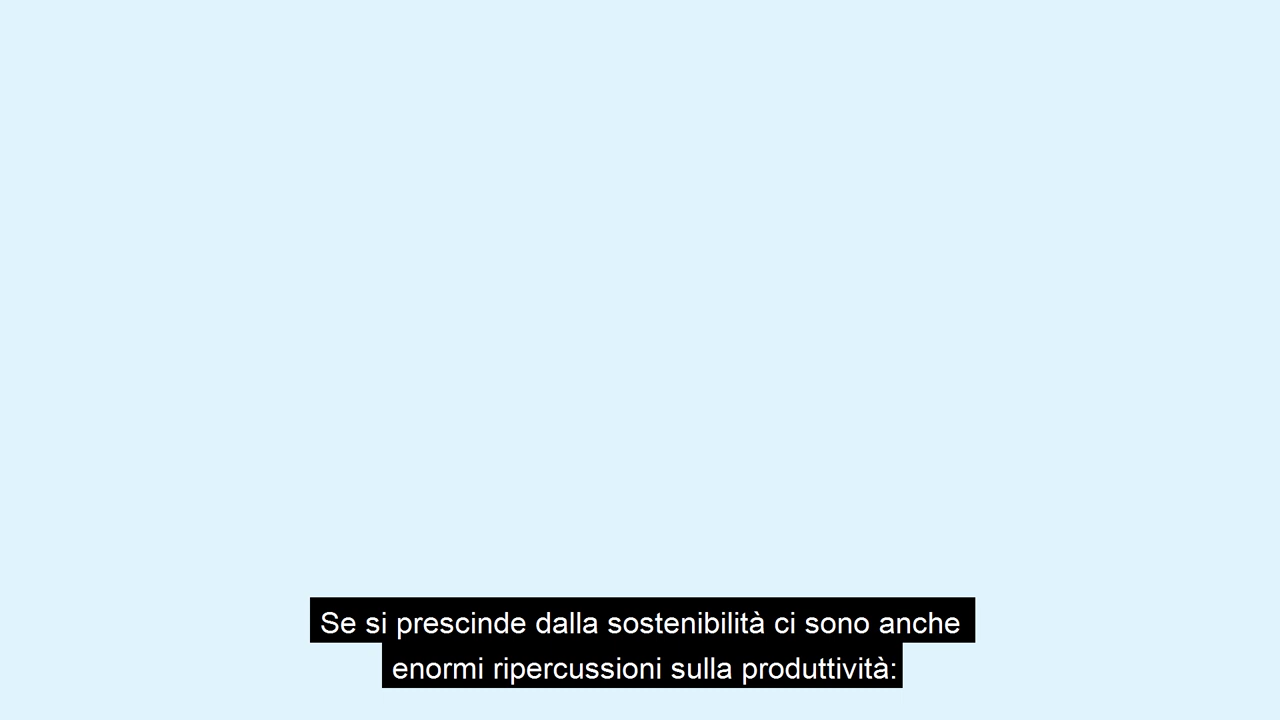 Se si prescinde dalla sostenibilità ci sono anche
enormi ripercussioni sulla produttività: